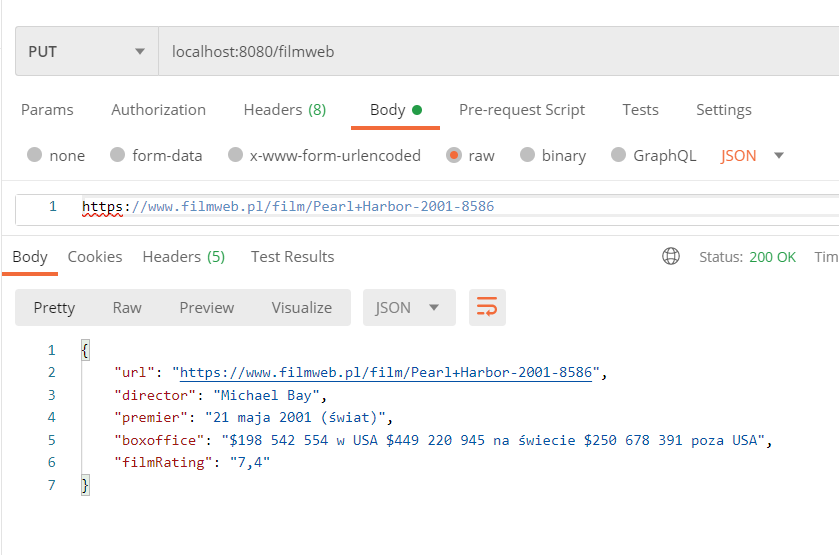 PUT localhost:8080/filmweb
Params Authorization Headers (8) Body Pre-request Script Tests Settings
none form-data x-www-form-urlencoded raw binary GraphQL JSON
1 https://www.filmweb.pl/film/Pearl+Harbor-2001-8586
Body Cookies Headers (5) Test Results Status: 200 OK Tim
Pretty Raw Preview Visualize JSON
1 {
2 "url": "https://www.filmweb.pl/film/Pearl+Harbor-2001-8586",
3 "director": "Michael Bay",
4 "premier": "21 maja 2001 (świat)",
5 "boxoffice": "$198 542 554 w USA $449 220 945 na świecie $250 678 391 poza USA",
6 "filmRating": "7,4"
7 }